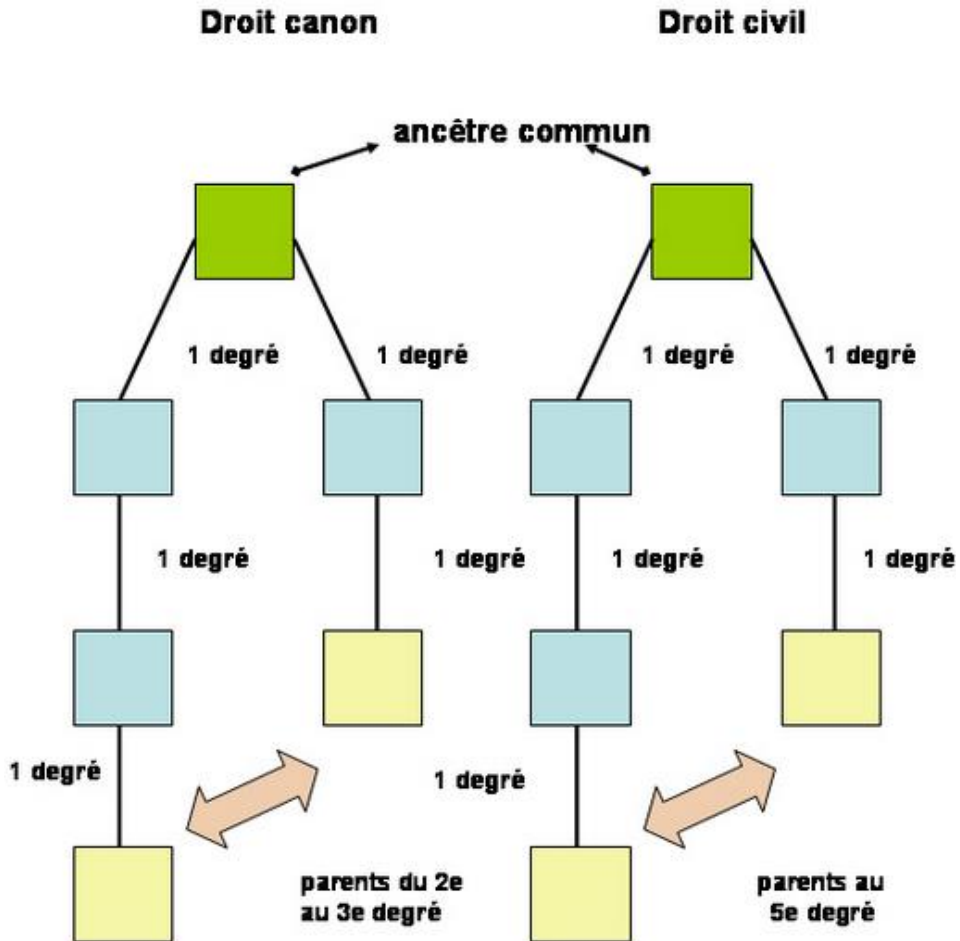 Droit canon
Droit civil
ancêtre commun
1 degré
1 degré
1 degré
1 degré
1 degré
1 degré
1 degré
1 degré
1 degré
1 degré
parents du 2e
au 3e degré
parents au
5e degré